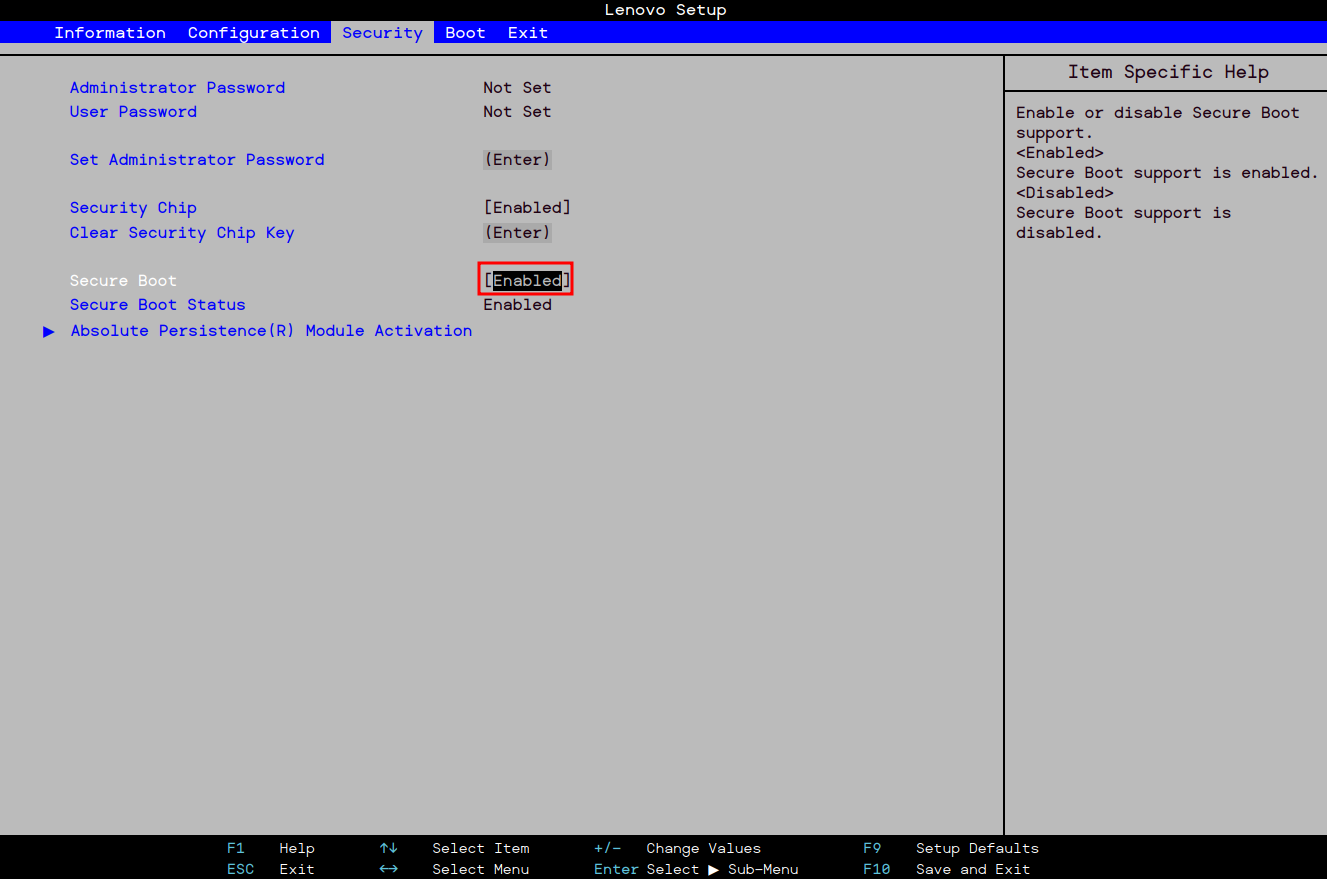 Lenovo Setup
Information Configuration Security Boot Exit
Item Specific Help
Administrator Password Not Set
User Password Not Set
Set Administrator Password (Enter)
Security Chip [Enabled]
Clear Security Chip Key (Enter)
Secure Boot [Enabled]
Secure Boot Status Enabled
▶ Absolute Persistence(R) Module Activation
Enable or disable Secure Boot
support.
<Enabled>
Secure Boot support is enabled.
<Disabled>
Secure Boot support is
disabled.
F1 Help ↑↓ Select Item +/- Change Values F9 Setup Defaults
ESC Exit ↔ Select Menu Enter Select ▶ Sub-Menu F10 Save and Exit